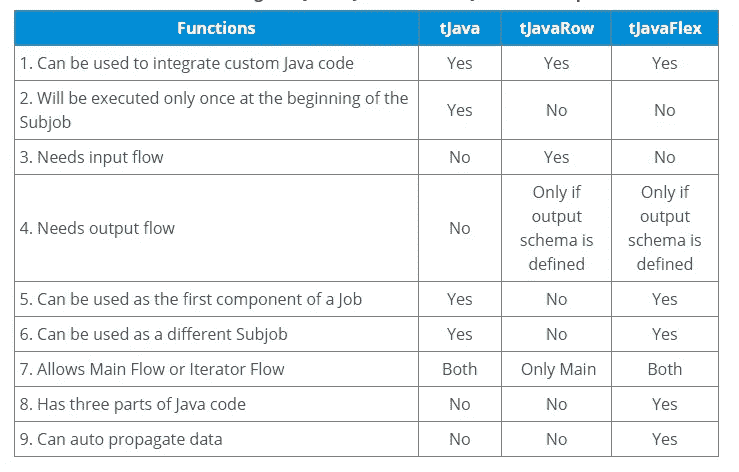 Functions tJava tJavaRow tJavaFlex
1. Can be used to integrate custom Java code Yes Yes Yes
2. Will be executed only once at the beginning of the
Subjob
Yes No No
3. Needs input flow No Yes No
4. Needs output flow No
Only if
output
schema is
defined
Only if
output
schema is
defined
5. Can be used as the first component of a Job Yes No Yes
6. Can be used as a different Subjob Yes No Yes
7. Allows Main Flow or Iterator Flow Both Only Main Both
8. Has three parts of Java code No No Yes
9. Can auto propagate data No No Yes